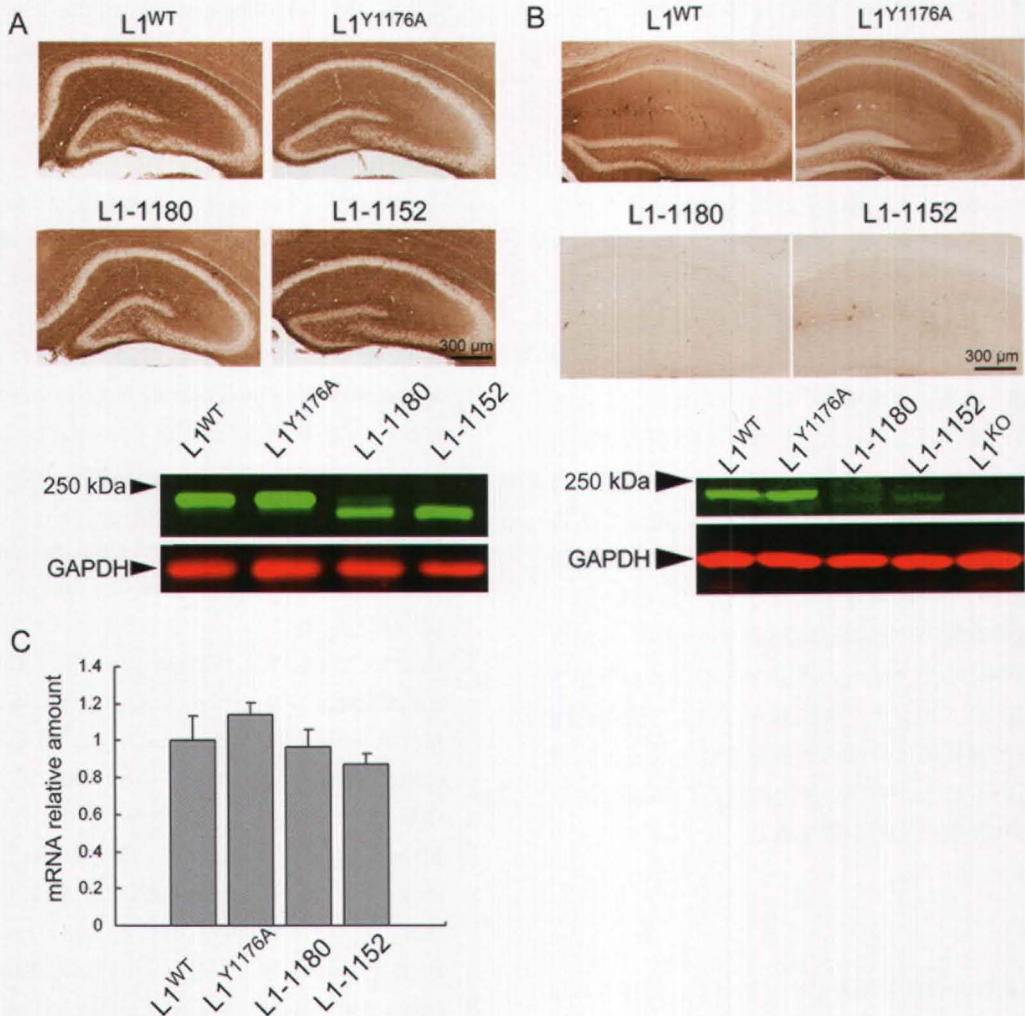 A
L1WT
L1Y1176A
L1-1180
L1-1152
300 µm
L1WT
L1Y1176A
L1-1180
L1-1152
250 kDa
GAPDH
B
L1WT
L1Y1176A
L1-1180
L1-1152
300 µm
L1WT
L1Y1176A
L1-1180
L1-1152
L1KO
250 kDa
GAPDH
C
mRNA relative amount
1.4
1.2
1
0.8
0.6
0.4
0.2
0
L1WT
L1Y1176A
L1-1180
L1-1152